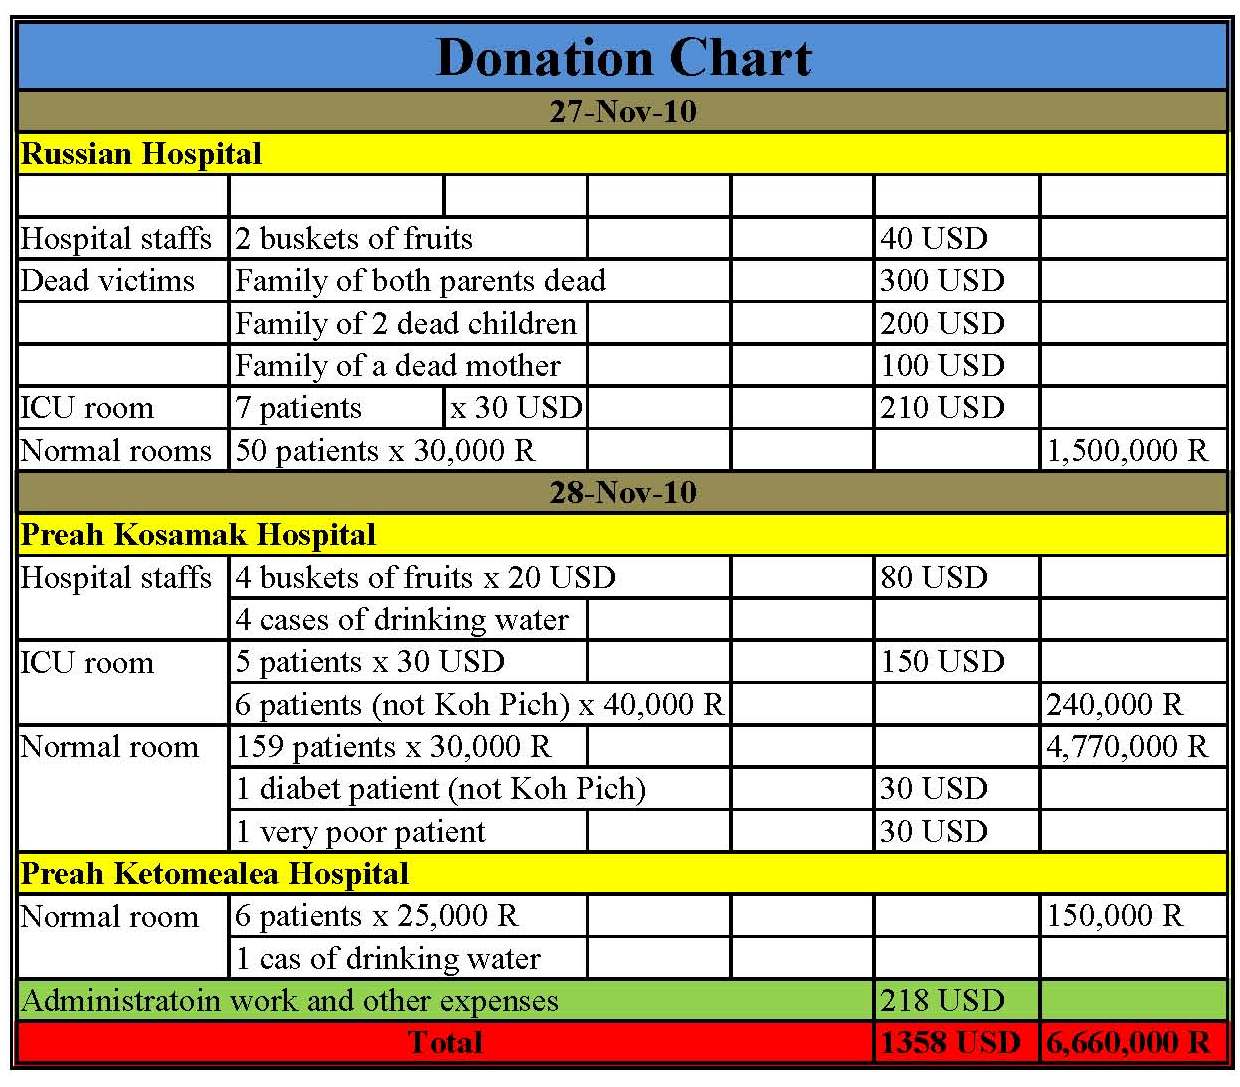 Donation Chart
27-Nov-10
Russian Hospital
Hospital staffs 2 buskets of fruits 40 USD
Dead victims Family of both parents dead 300 USD
Family of 2 dead children 200 USD
Family of a dead mother 100 USD
ICU room 7 patients x 30 USD 210 USD
Normal rooms 50 patients x 30,000 R 1,500,000 R
28-Nov-10
Preah Kosamak Hospital
Hospital staffs 4 buskets of fruits x 20 USD 80 USD
4 cases of drinking water
ICU room 5 patients x 30 USD 150 USD
6 patients (not Koh Pich) x 40,000 R 240,000 R
Normal room 159 patients x 30,000 R 4,770,000 R
1 diabet patient (not Koh Pich) 30 USD
1 very poor patient 30 USD
Preah Ketomealea Hospital
Normal room 6 patients x 25,000 R 150,000 R
1 cas of drinking water
Administratoin work and other expenses 218 USD
Total 1358 USD 6,660,000 R